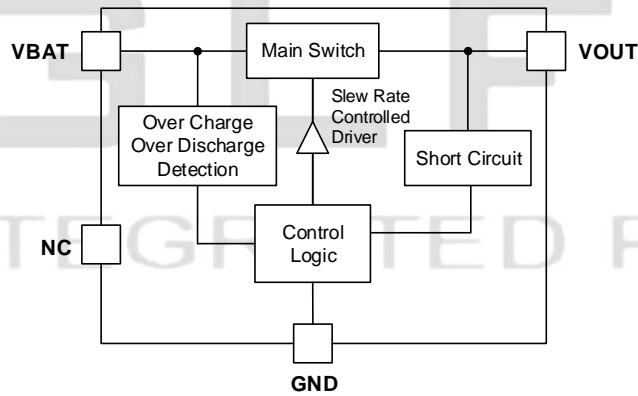 VBAT
Main Switch
VOUT
Slew Rate
Controlled
Driver
Over Charge
Over Discharge
Detection
Short Circuit
NC
Control
Logic
GND